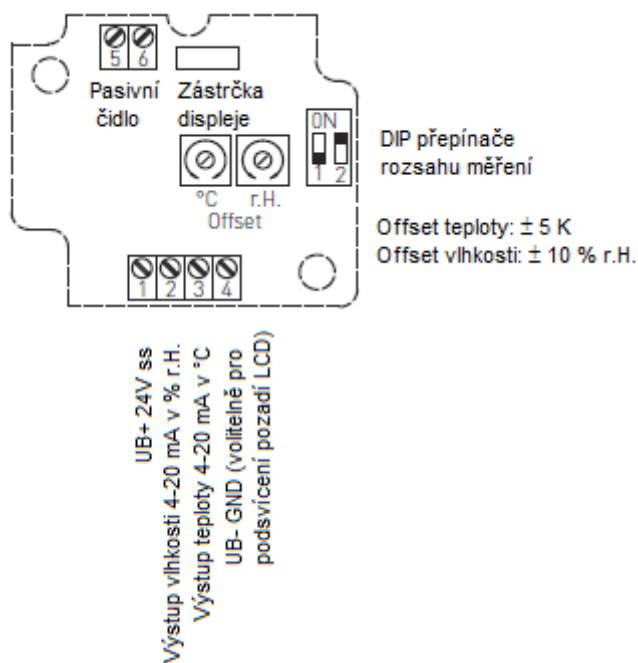 5 6
Pasivní
čidlo
Zástrčka
displeje
ON
1 2
DIP přepínače
rozsahu měření
°C r.H.
Offset
Offset teploty: ± 5 K
Offset vlhkosti: ± 10 % r.H.
1 2 3 4
UB+ 24V ss
Výstup vlhkosti 4-20 mA v % r.H.
Výstup teploty 4-20 mA v °C
UB- GND (volitelně pro
podsvícení pozadí LCD)